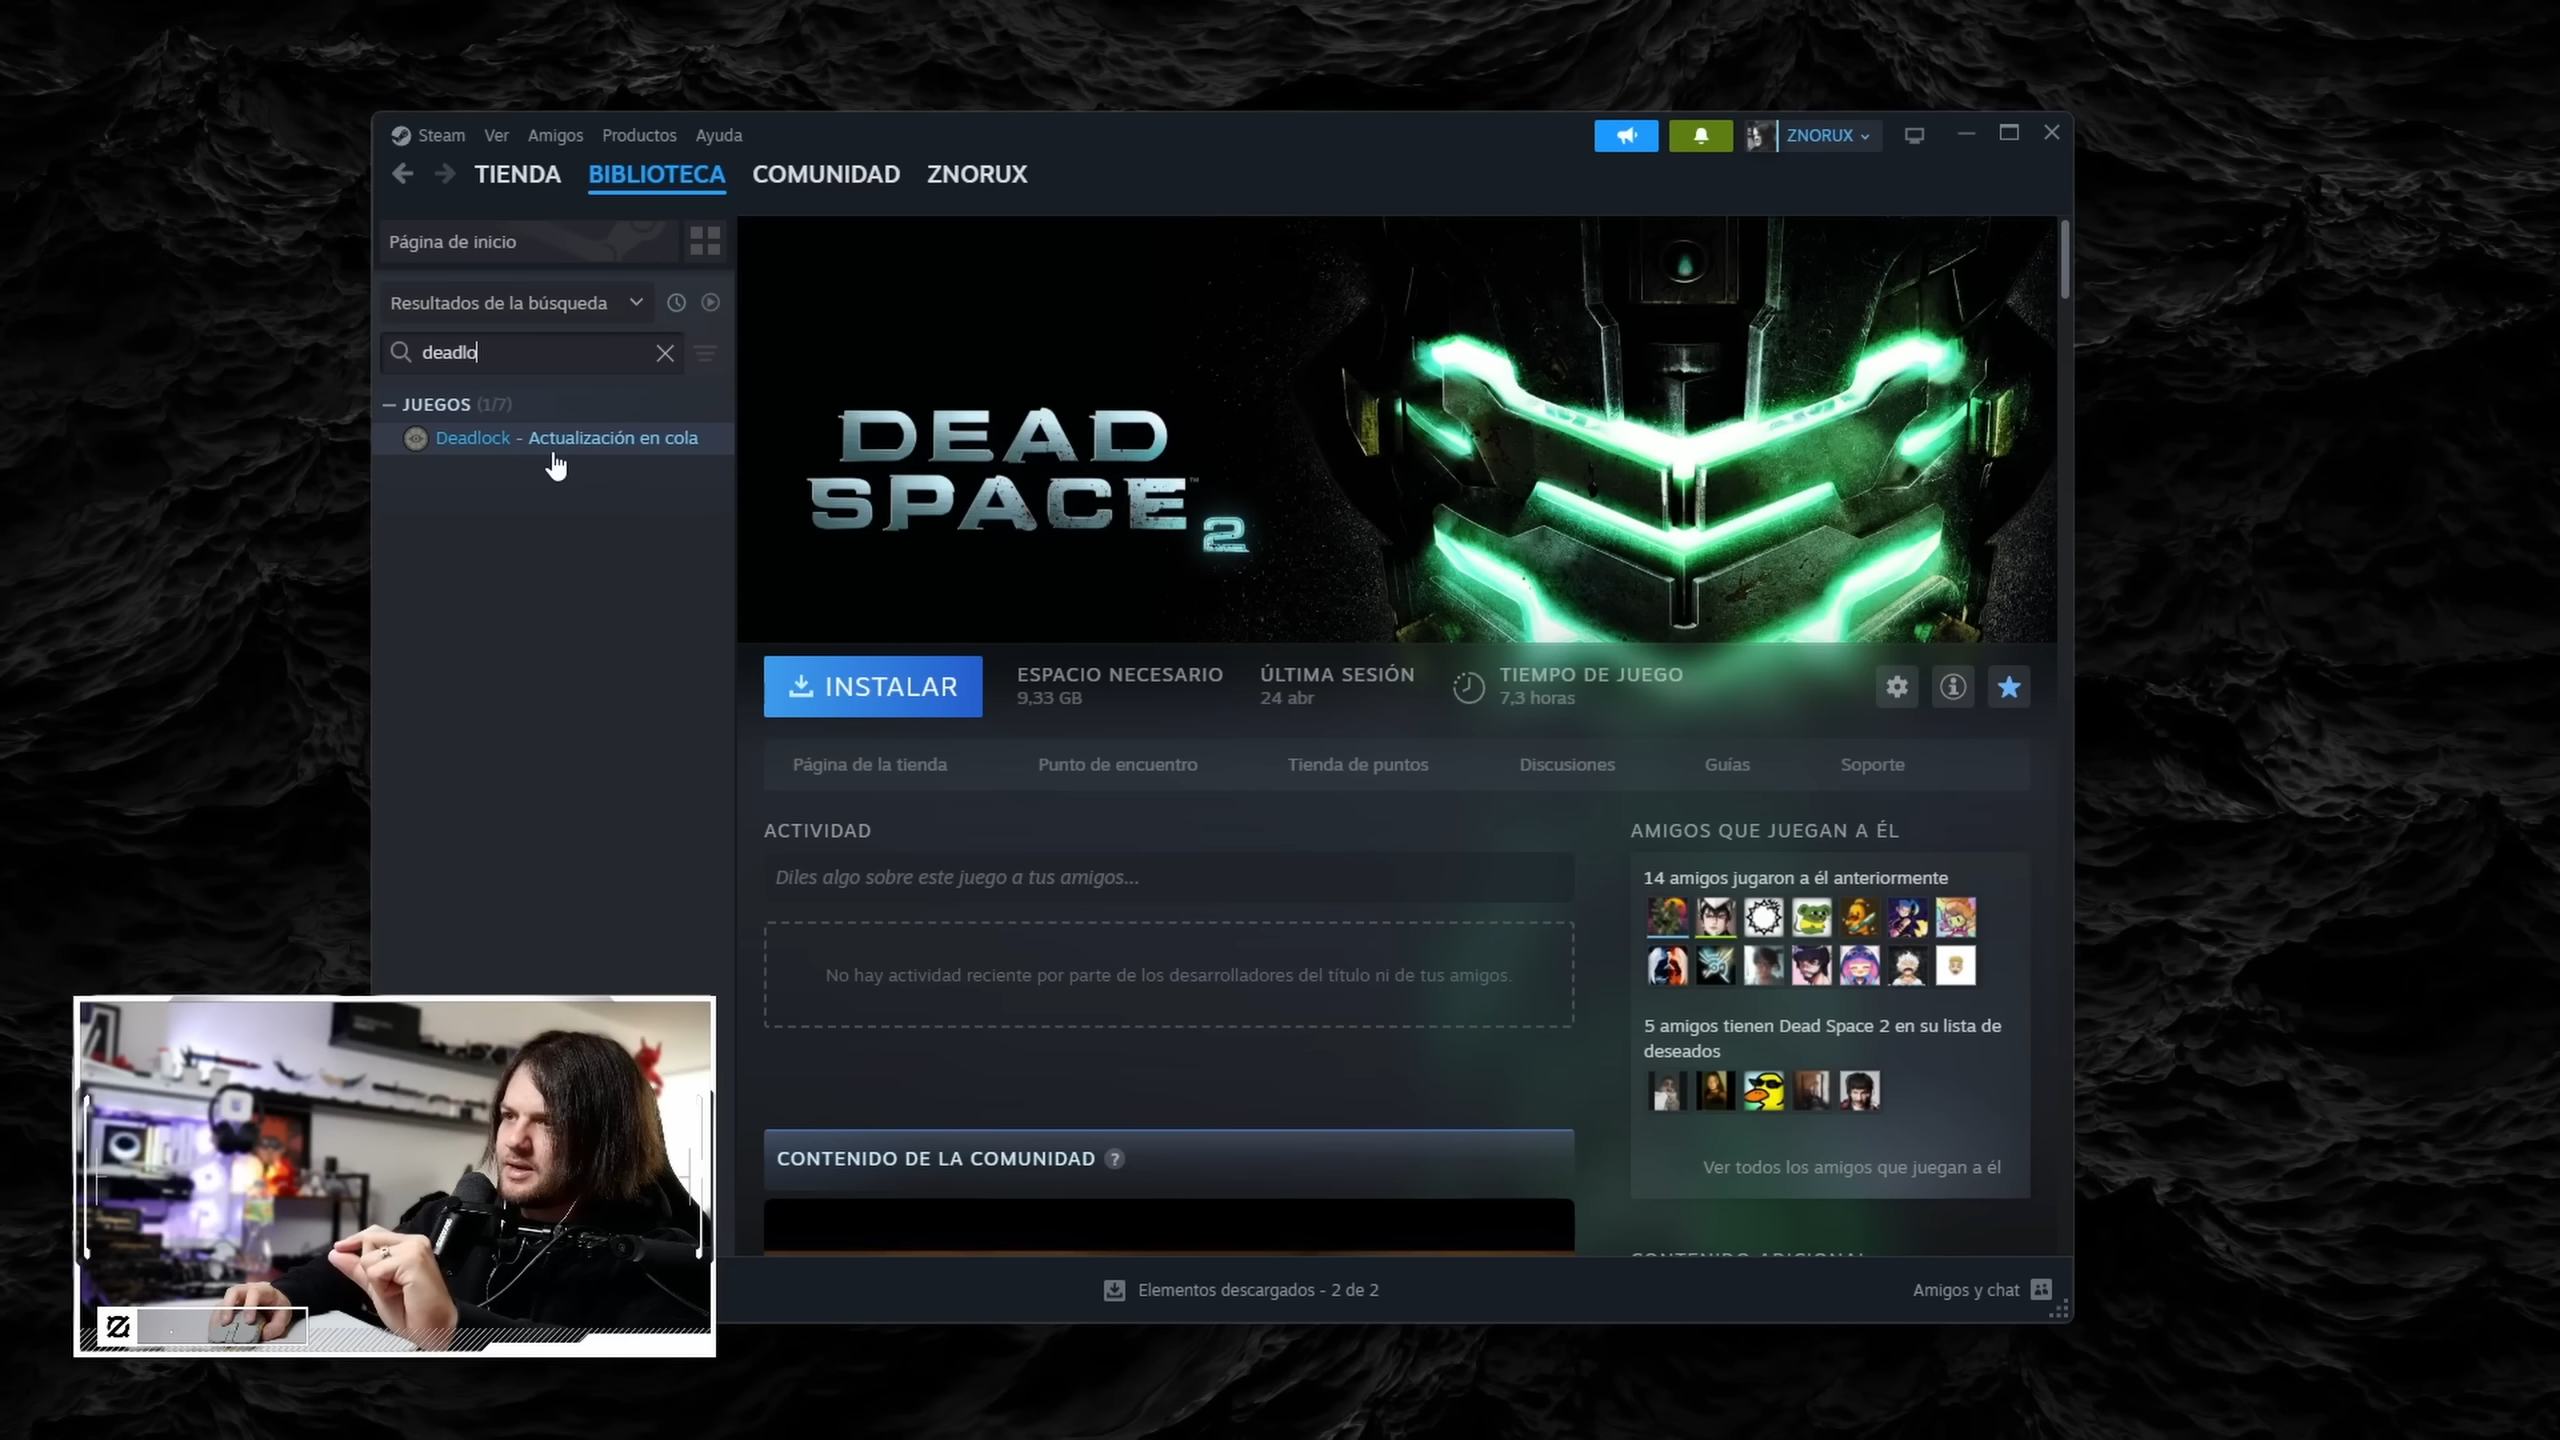 Steam Ver Amigos Productos Ayuda
ZNORUX
TIENDA BIBLIOTECA COMUNIDAD ZNORUX
Página de inicio
Resultados de la búsqueda
deadlo
JUEGOS (1/7)
Deadlock - Actualización en cola
DEAD
SPACE™
2
INSTALAR
ESPACIO NECESARIO
9,33 GB
ÚLTIMA SESIÓN
24 abr
TIEMPO DE JUEGO
7,3 horas
Página de la tienda Punto de encuentro Tienda de puntos Discusiones Guías Soporte
ACTIVIDAD
Diles algo sobre este juego a tus amigos...
No hay actividad reciente por parte de los desarrolladores del título ni de tus amigos.
CONTENIDO DE LA COMUNIDAD ?
AMIGOS QUE JUEGAN A ÉL
14 amigos jugaron a él anteriormente
5 amigos tienen Dead Space 2 en su lista de
deseados
Ver todos los amigos que juegan a él
CONTENIDO ADICIONAL
Elementos descargados - 2 de 2
Amigos y chat